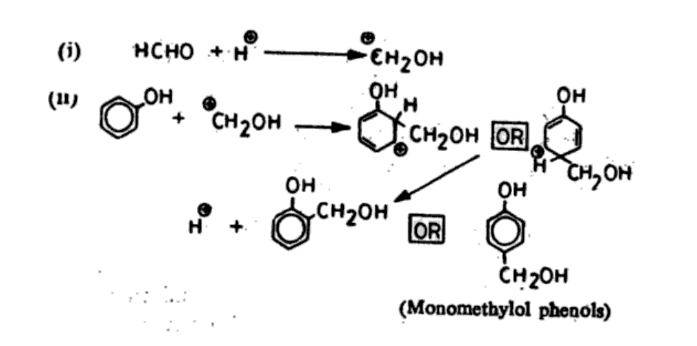 (i) HCHO + H⊕ ⟶ ⊕CH₂OH
(ii) OH + ⊕CH₂OH ⟶ OH H CH₂OH ⊕ OR OH ⊕ H CH₂OH
H⊕ + OH CH₂OH OR OH CH₂OH
(Monomethylol phenols)